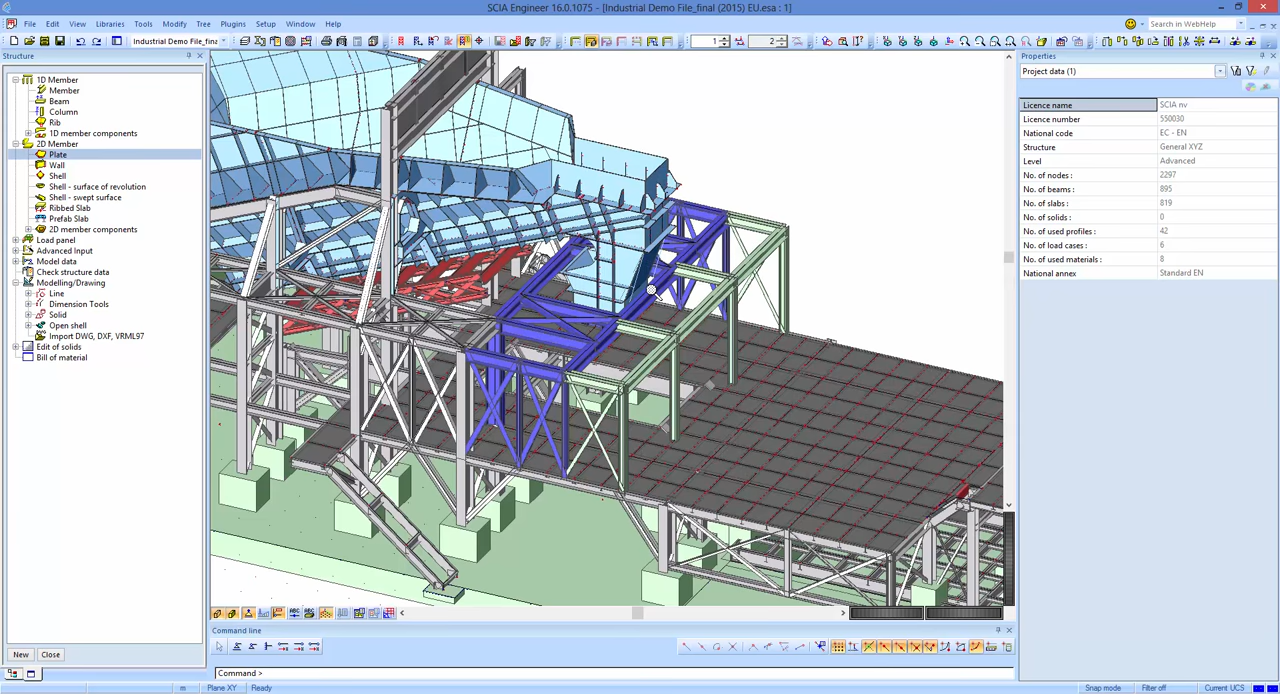 SCIA Engineer 16.0.1075 - [Industrial Demo File_final (2015) EU.esa : 1]
File Edit View Libraries Tools Modify Tree Plugins Setup Window Help
Search in WebHelp
Industrial Demo File_fina
1
2
Structure
1D Member
Member
Beam
Column
Rib
1D member components
2D Member
Plate
Wall
Shell
Shell - surface of revolution
Shell - swept surface
Ribbed Slab
Prefab Slab
2D member components
Load panel
Advanced Input
Model data
Check structure data
Modelling/Drawing
Line
Dimension Tools
Solid
Open shell
Import DWG, DXF, VRML97
Edit of solids
Bill of material
New Close
Properties
Project data (1)
Licence name SCIA nv
Licence number 550030
National code EC - EN
Structure General XYZ
Level Advanced
No. of nodes : 2297
No. of beams : 895
No. of slabs : 819
No. of solids : 0
No. of used profiles : 42
No. of load cases : 6
No. of used materials : 8
National annex Standard EN
Command line
Command >
m Plane XY Ready Snap mode Filter off Current UCS